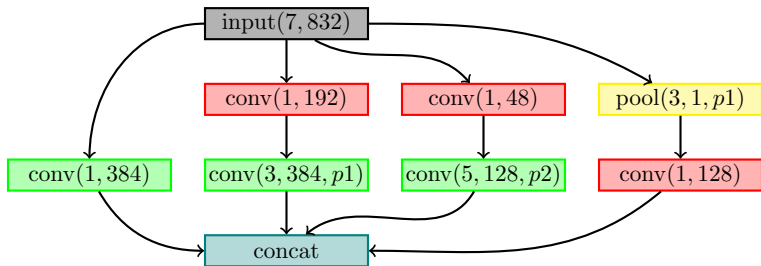 input(7, 832)
conv(1, 192)
conv(1, 48)
pool(3, 1, p1)
conv(1, 384)
conv(3, 384, p1)
conv(5, 128, p2)
conv(1, 128)
concat